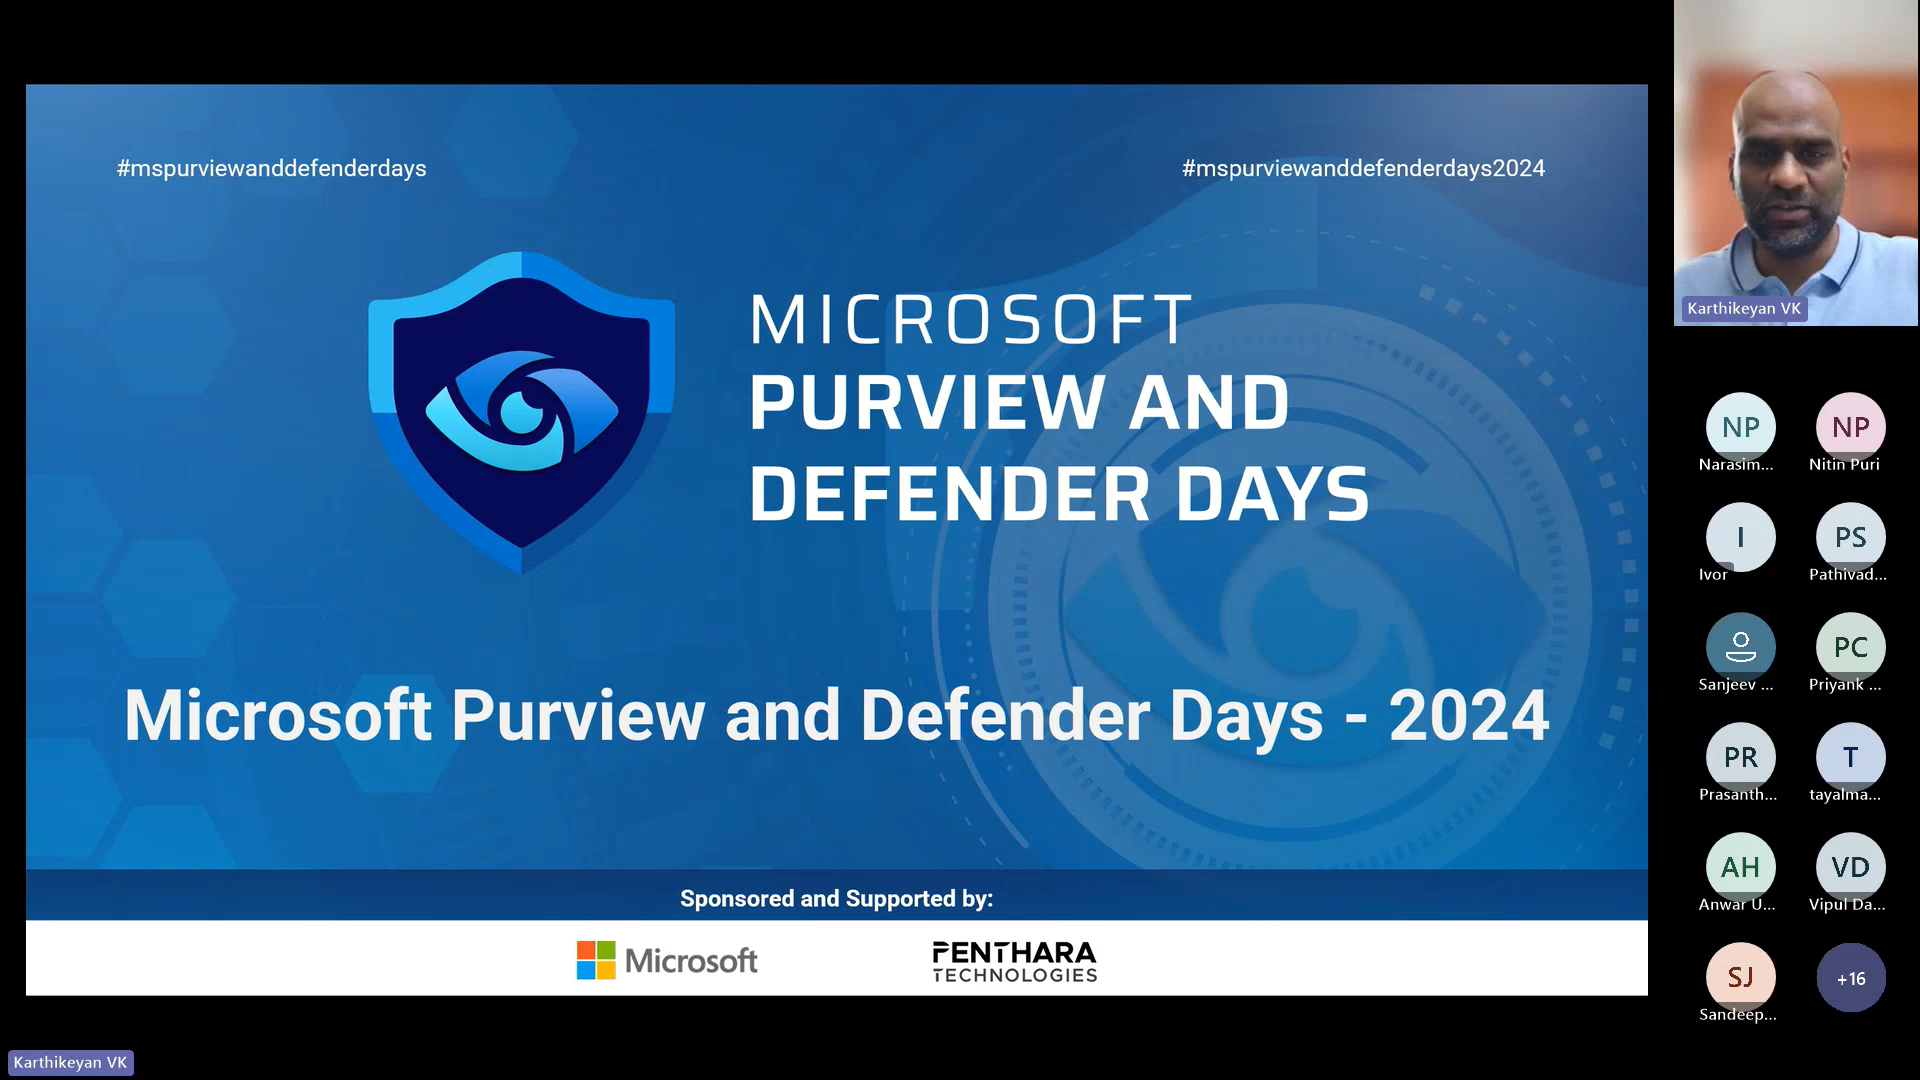 #mspurviewanddefenderdays
#mspurviewanddefenderdays2024
MICROSOFT
PURVIEW AND
DEFENDER DAYS
Microsoft Purview and Defender Days - 2024
Sponsored and Supported by:
Microsoft
PENTHARA
TECHNOLOGIES
Karthikeyan VK
NP
NP
Narasim...
Nitin Puri
I
PS
Ivor
Pathivad...
PC
Sanjeev ...
Priyank ...
PR
T
Prasanth...
tayalma...
AH
VD
Anwar U...
Vipul Da...
SJ
+16
Sandeep...
Karthikeyan VK